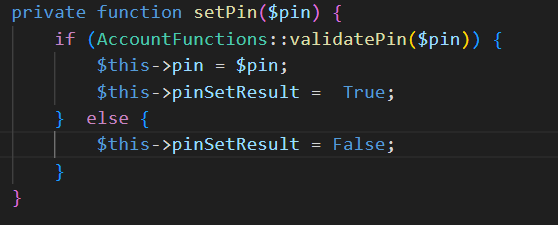 private function setPin($pin) {
    if (AccountFunctions::validatePin($pin)) {
        $this->pin = $pin;
        $this->pinSetResult =  True;
    }  else {
        $this->pinSetResult = False;
    }
}